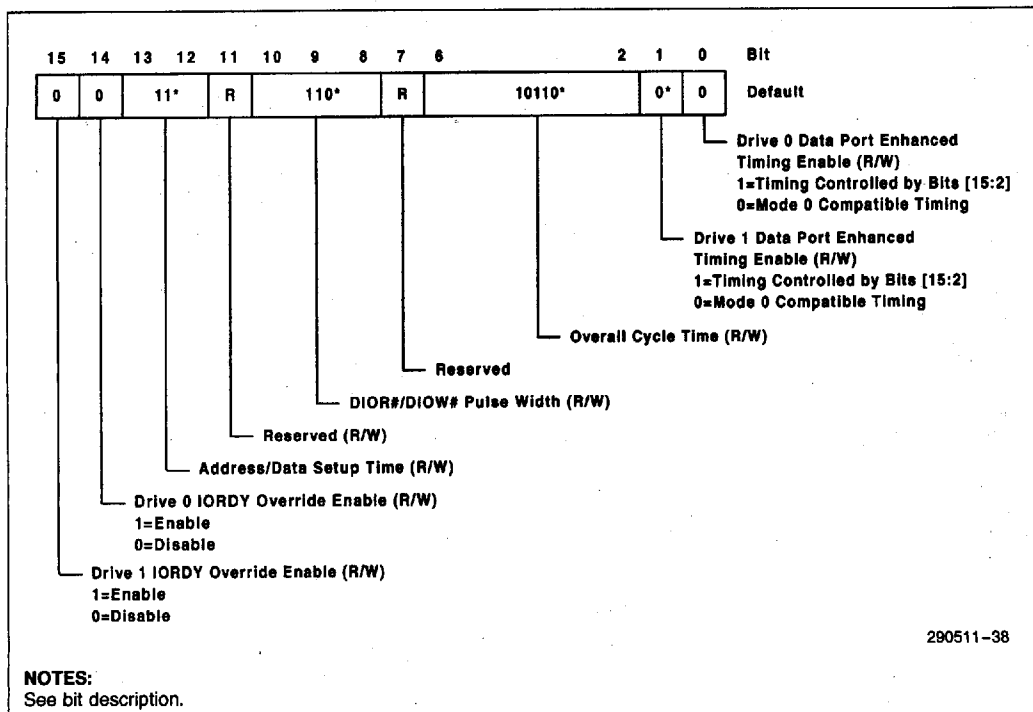 15 14 13 12 11 10 9 8 7 6 2 1 0 Bit
0 0 11* R 110* R 10110* 0* 0 Default
Drive 0 Data Port Enhanced
Timing Enable (R/W)
1=Timing Controlled by Bits [15:2]
0=Mode 0 Compatible Timing
Drive 1 Data Port Enhanced
Timing Enable (R/W)
1=Timing Controlled by Bits [15:2]
0=Mode 0 Compatible Timing
Overall Cycle Time (R/W)
Reserved
DIOR#/DIOW# Pulse Width (R/W)
Reserved (R/W)
Address/Data Setup Time (R/W)
Drive 0 IORDY Override Enable (R/W)
1=Enable
0=Disable
Drive 1 IORDY Override Enable (R/W)
1=Enable
0=Disable
290511-38
NOTES:
See bit description.